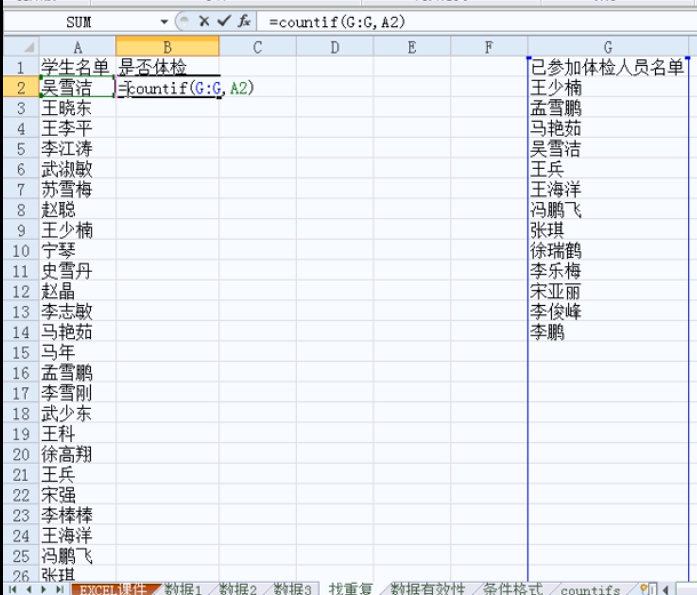 SUM =countif(G:G,A2)
A B C D E F G
1 学生名单 是否体检 已参加体检人员名单
2 吴雪洁 =countif(G:G,A2) 王少楠
3 王晓东 孟雪鹏
4 王李平 马艳茹
5 李江涛 吴雪洁
6 武淑敏 王兵
7 苏雪梅 王海洋
8 赵聪 冯鹏飞
9 王少楠 张琪
10 宁琴 徐瑞鹤
11 史雪丹 李乐梅
12 赵晶 宋亚丽
13 李志敏 李俊峰
14 马艳茹 李鹏
15 马年
16 孟雪鹏
17 李雪刚
18 武少东
19 王科
20 徐高翔
21 王兵
22 宋强
23 李棒棒
24 王海洋
25 冯鹏飞
26 张琪
EXCEL课件 数据1 数据2 数据3 找重复 数据有效性 条件格式 countifs